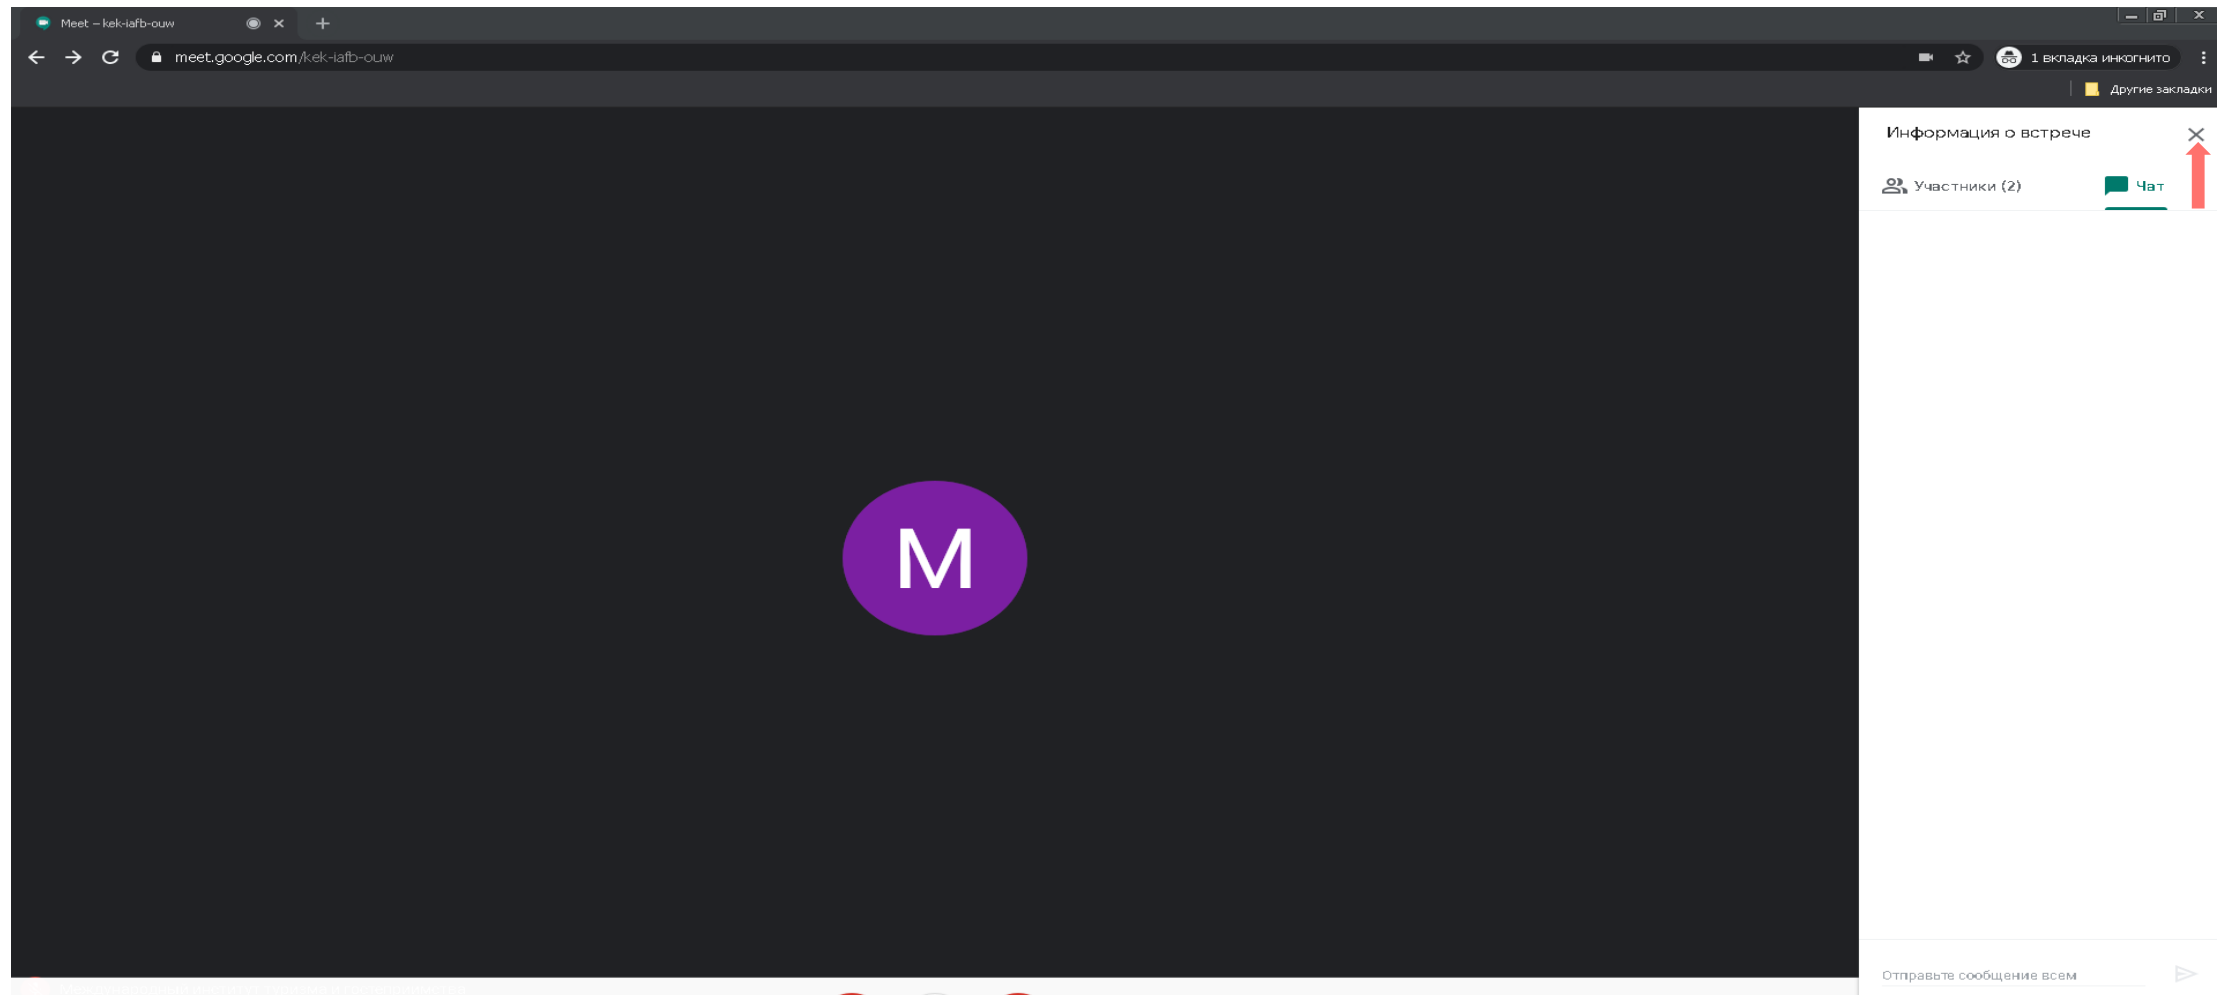 Meet – kek-iafb-ouw
meet.google.com/kek-iafb-ouw
1 вкладка инкогнито
Другие закладки
Информация о встрече
Участники (2)
Чат
M
Отправьте сообщение всем